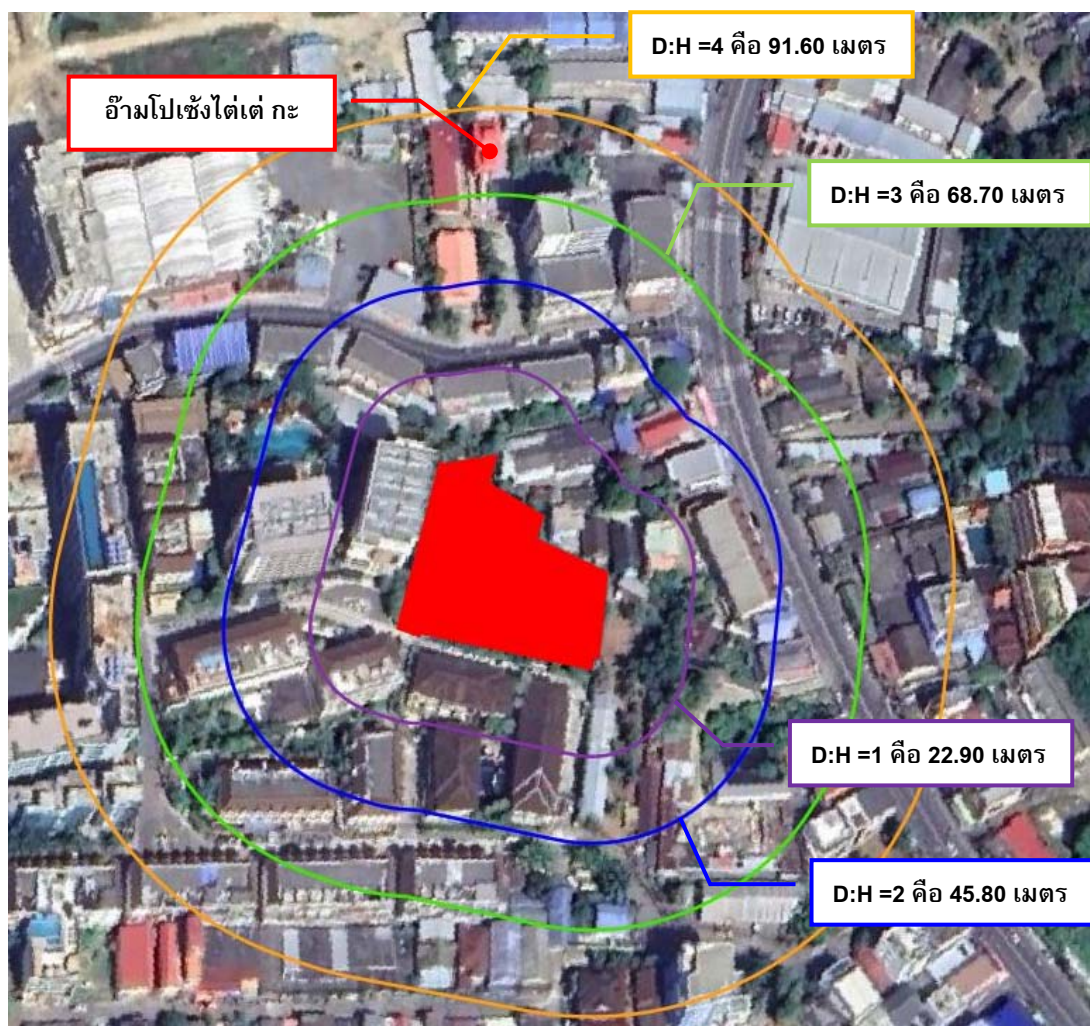 D:H =4 คือ 91.60 เมตร
อ๊ามโปเซ้งไต่เต่ กะ
D:H =3 คือ 68.70 เมตร
D:H =1 คือ 22.90 เมตร
D:H =2 คือ 45.80 เมตร